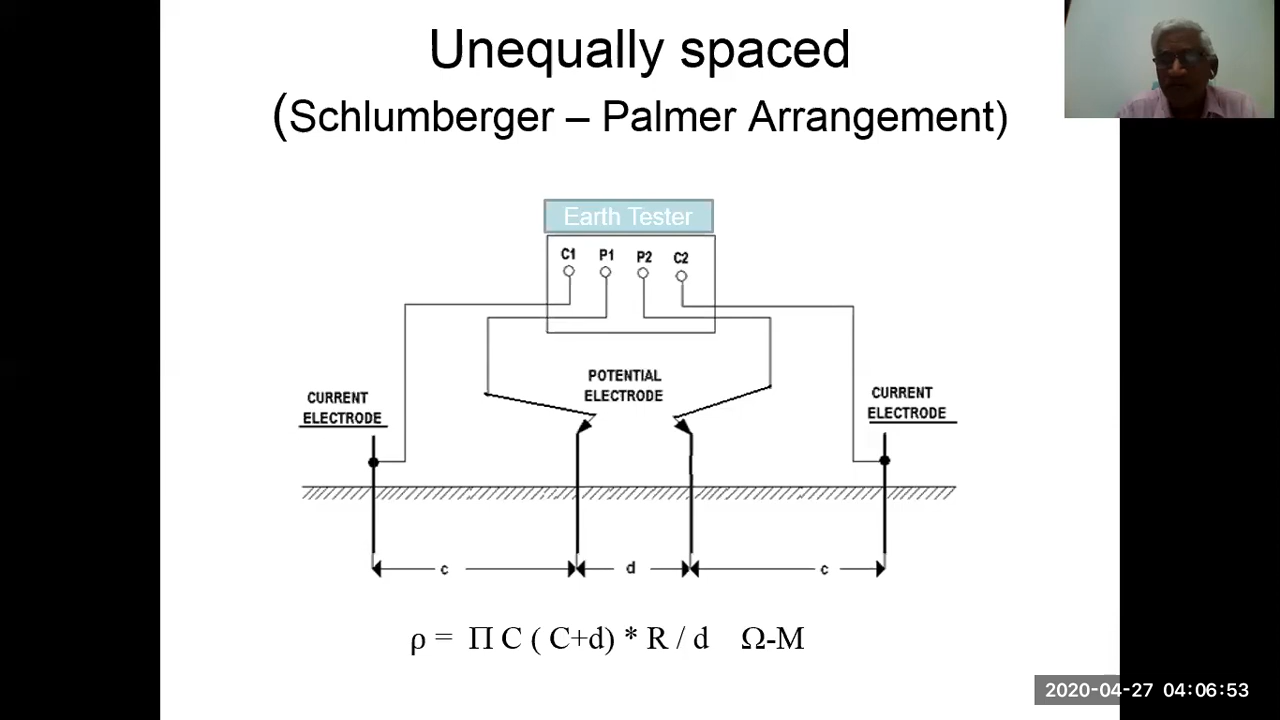 Unequally spaced
(Schlumberger – Palmer Arrangement)
Earth Tester
C1 P1 P2 C2
POTENTIAL
ELECTRODE
CURRENT
ELECTRODE
CURRENT
ELECTRODE
c d c
ρ = Π C ( C+d) * R / d Ω-M
2020-04-27 04:06:53